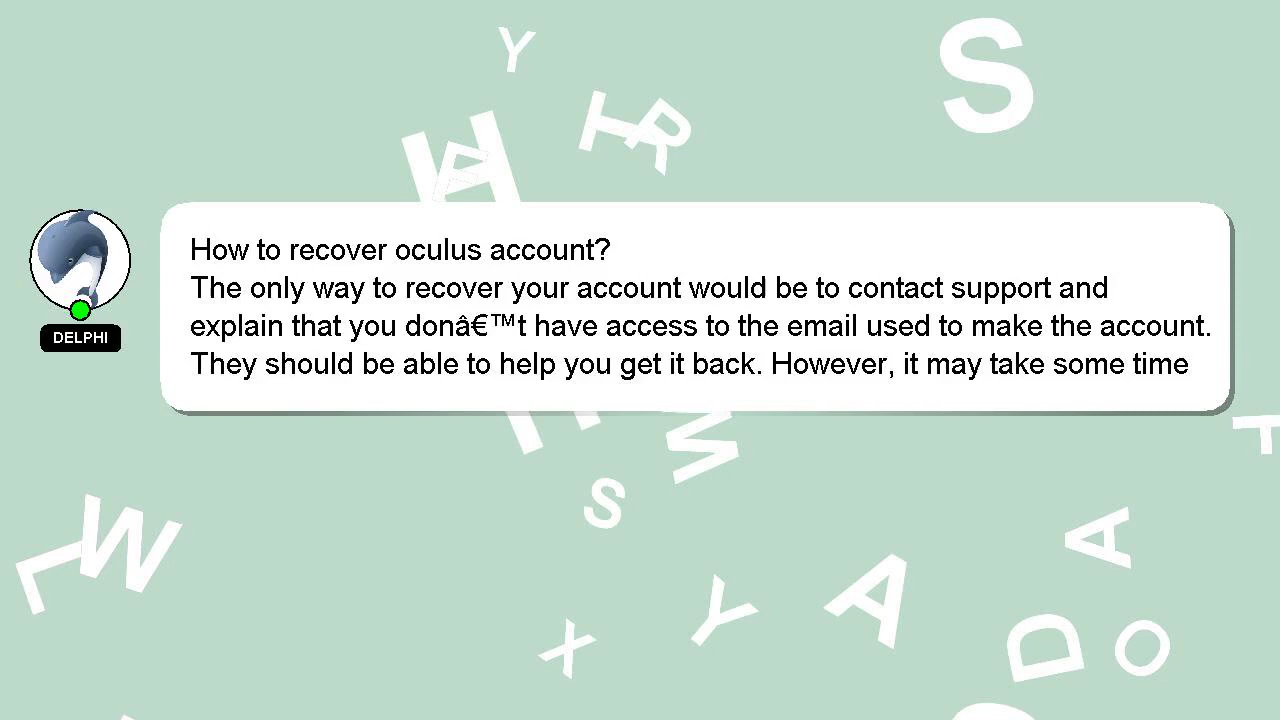 How to recover oculus account?
The only way to recover your account would be to contact support and
explain that you donâ€™t have access to the email used to make the account.
They should be able to help you get it back. However, it may take some time
DELPHI
Y
S
H
A
I
R
H
M
S
T
W
L
A
A
Y
X
D
O